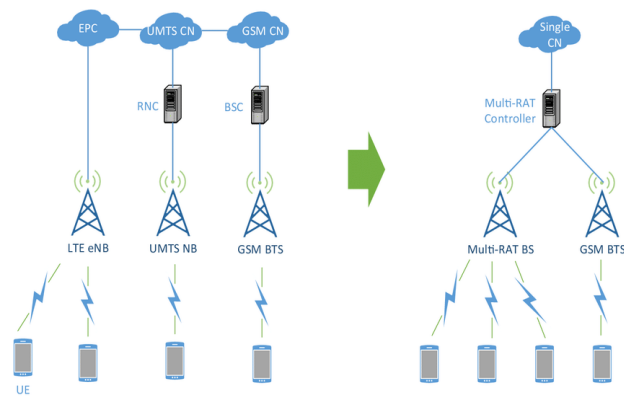 EPC
UMTS CN
GSM CN
Single
CN
RNC
BSC
Multi-RAT
Controller
LTE eNB
UMTS NB
GSM BTS
Multi-RAT BS
GSM BTS
UE